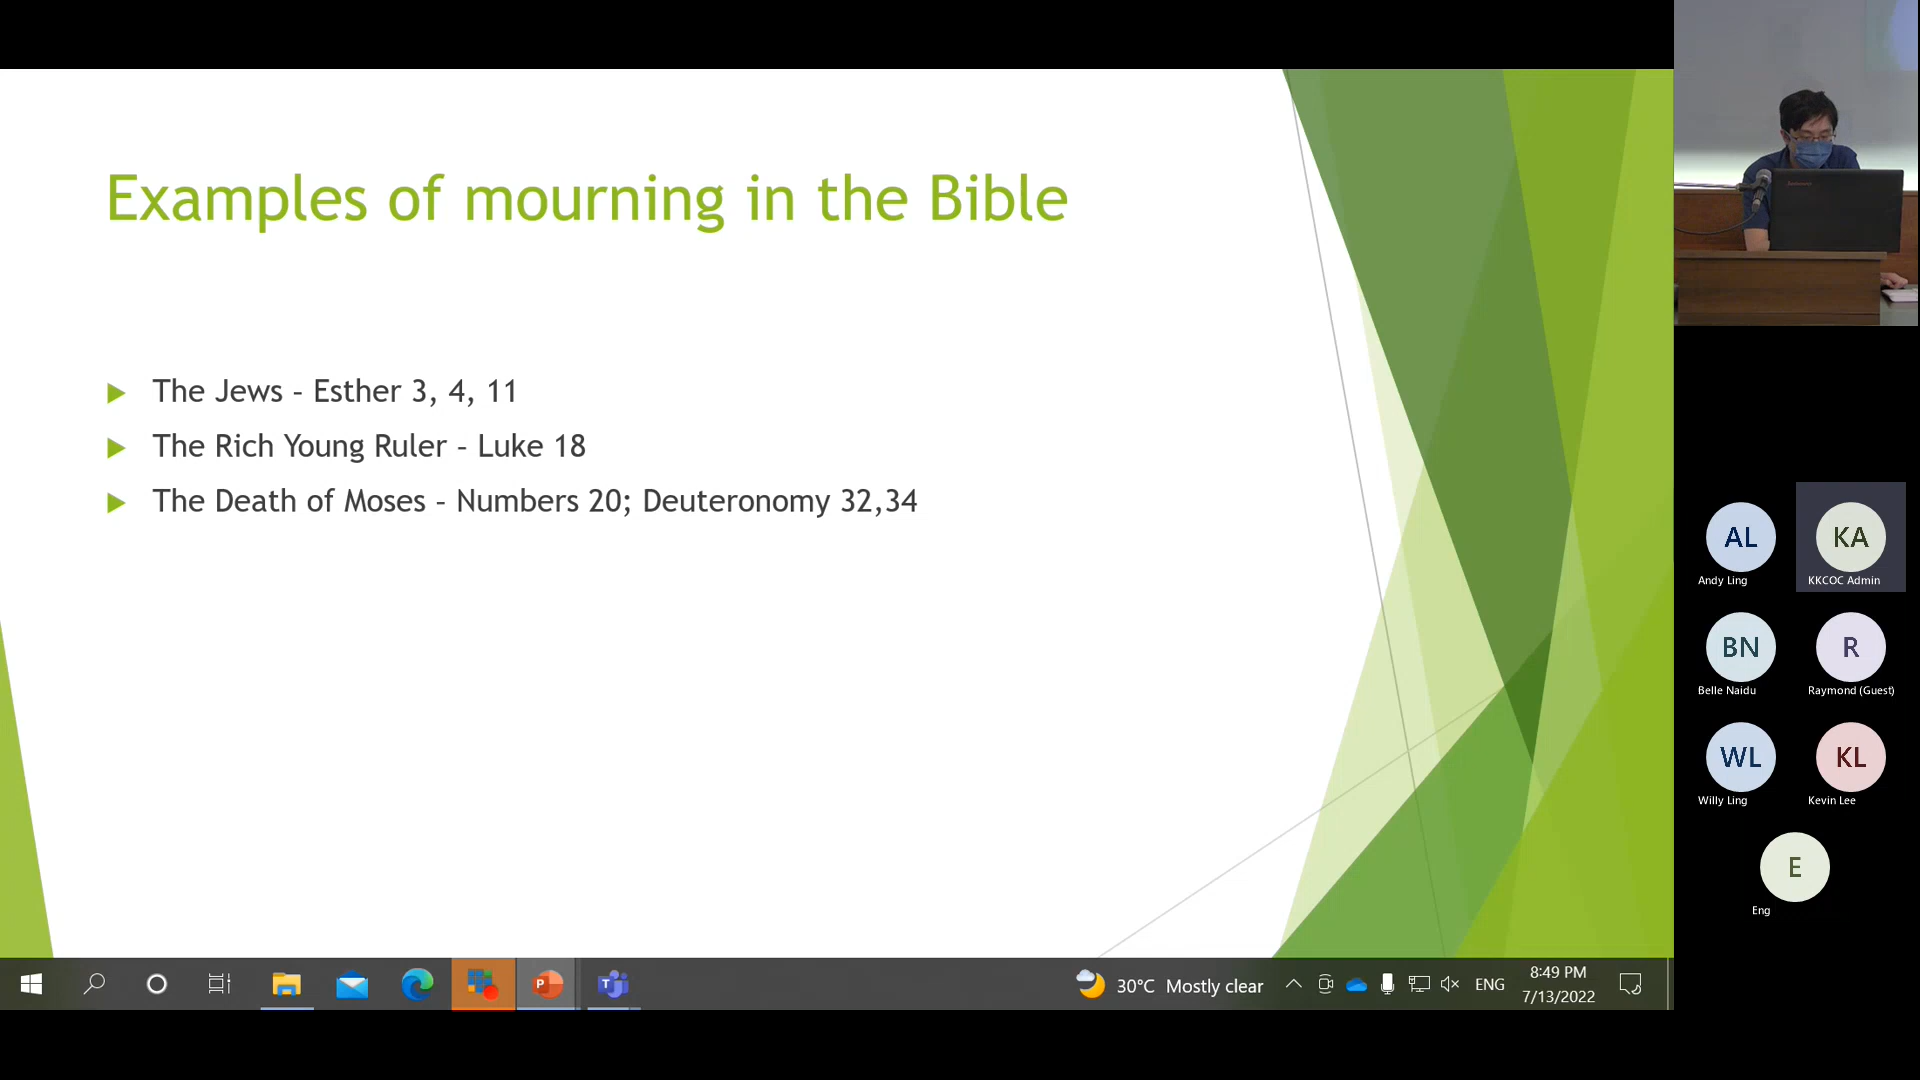 Examples of mourning in the Bible
The Jews – Esther 3, 4, 11
The Rich Young Ruler – Luke 18
The Death of Moses – Numbers 20; Deuteronomy 32,34
AL
Andy Ling
KA
KKCOC Admin
BN
Belle Naidu
R
Raymond (Guest)
WL
Willy Ling
KL
Kevin Lee
E
Eng
30°C Mostly clear
ENG
8:49 PM
7/13/2022